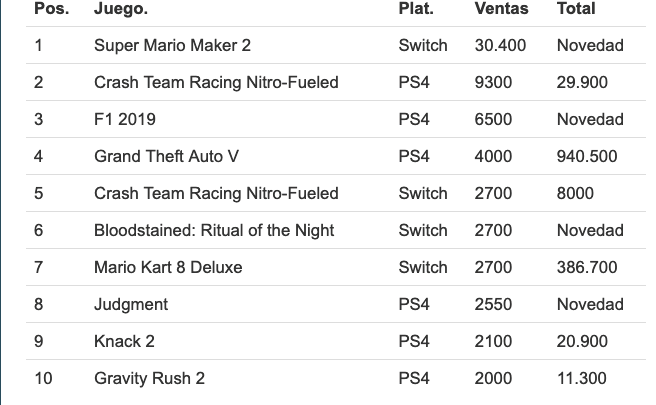 Pos. Juego. Plat. Ventas Total
1 Super Mario Maker 2 Switch 30.400 Novedad
2 Crash Team Racing Nitro-Fueled PS4 9300 29.900
3 F1 2019 PS4 6500 Novedad
4 Grand Theft Auto V PS4 4000 940.500
5 Crash Team Racing Nitro-Fueled Switch 2700 8000
6 Bloodstained: Ritual of the Night Switch 2700 Novedad
7 Mario Kart 8 Deluxe Switch 2700 386.700
8 Judgment PS4 2550 Novedad
9 Knack 2 PS4 2100 20.900
10 Gravity Rush 2 PS4 2000 11.300